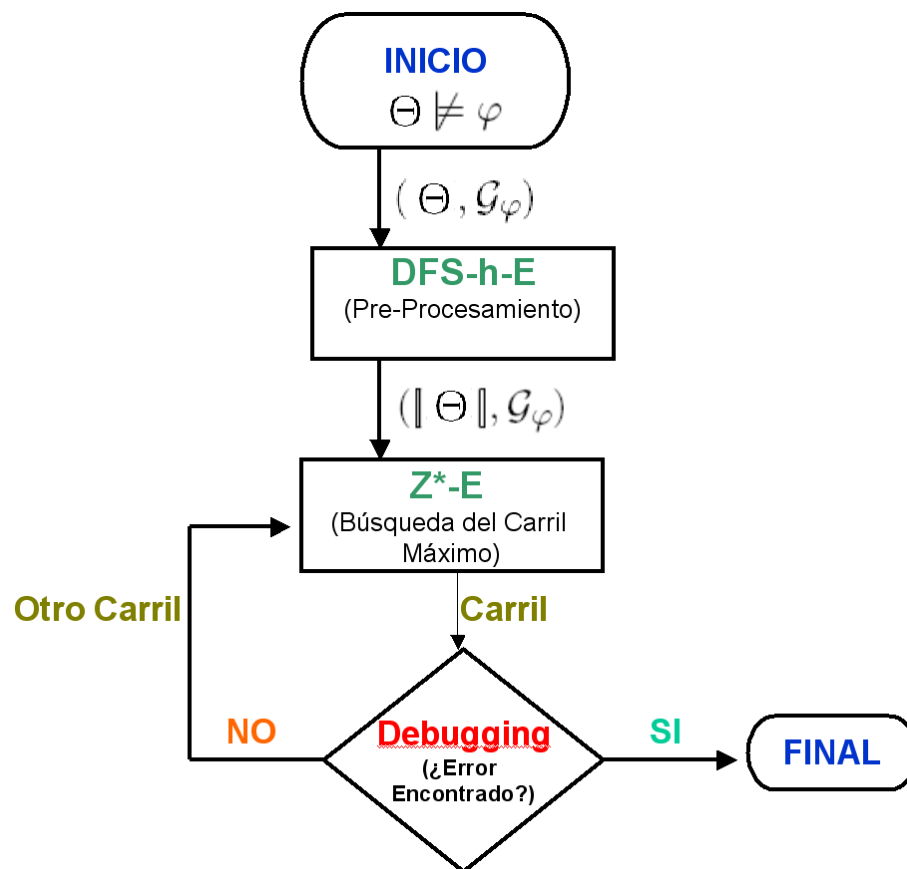 INICIO
Θ ⊭ φ
( Θ , 𝒢φ)
DFS-h-E
(Pre-Procesamiento)
(⟦ Θ ⟧, 𝒢φ)
Z*-E
(Búsqueda del Carril
Máximo)
Otro Carril
Carril
NO
Debugging
(¿Error
Encontrado?)
SI
FINAL